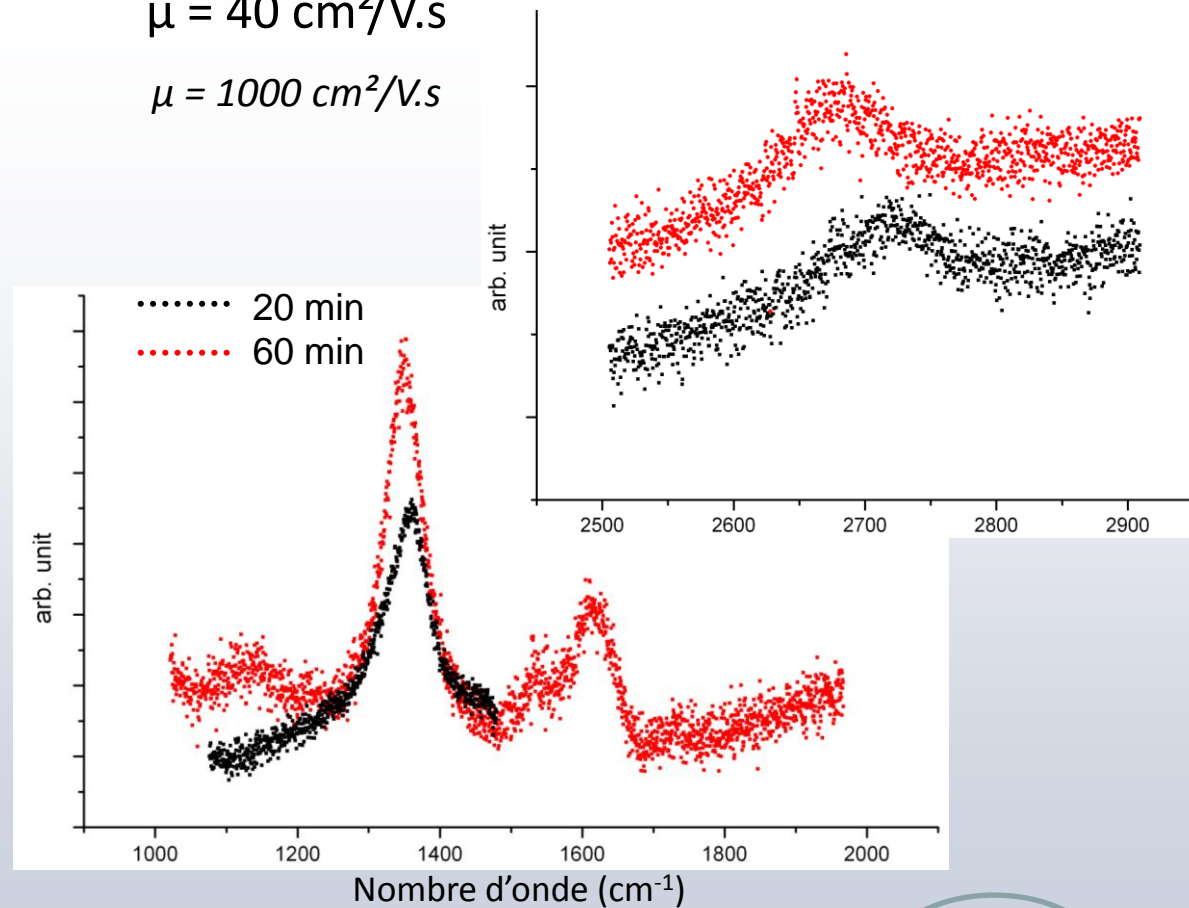 μ = 40 cm²/V.s
μ = 1000 cm²/V.s
arb. unit
2500 2600 2700 2800 2900
20 min
60 min
arb. unit
1000 1200 1400 1600 1800 2000
Nombre d’onde (cm⁻¹)